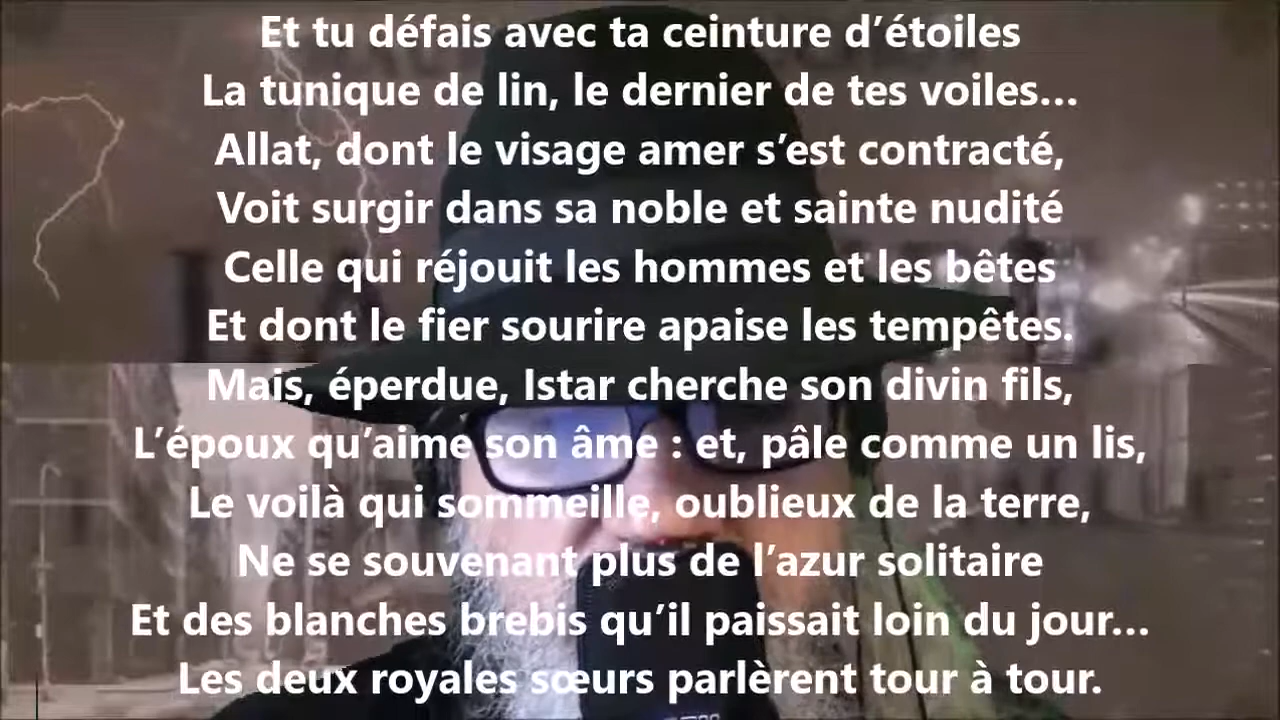 Et tu défais avec ta ceinture d’étoiles
La tunique de lin, le dernier de tes voiles…
Allat, dont le visage amer s’est contracté,
Voit surgir dans sa noble et sainte nudité
Celle qui réjouit les hommes et les bêtes
Et dont le fier sourire apaise les tempêtes.
Mais, éperdue, Istar cherche son divin fils,
L’époux qu’aime son âme : et, pâle comme un lis,
Le voilà qui sommeille, oublieux de la terre,
Ne se souvenant plus de l’azur solitaire
Et des blanches brebis qu’il paissait loin du jour…
Les deux royales sœurs parlèrent tour à tour.